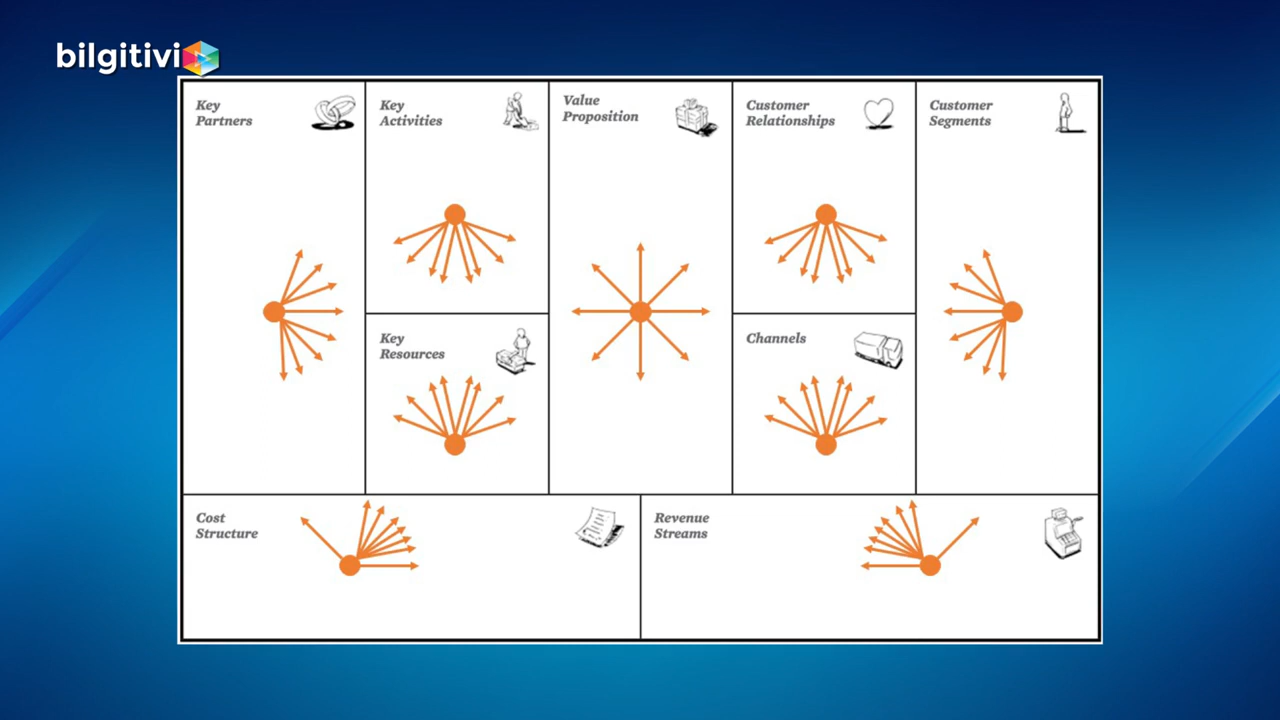 bilgitivi
Key
Partners
Key
Activities
Value
Proposition
Customer
Relationships
Customer
Segments
Key
Resources
Channels
Cost
Structure
Revenue
Streams